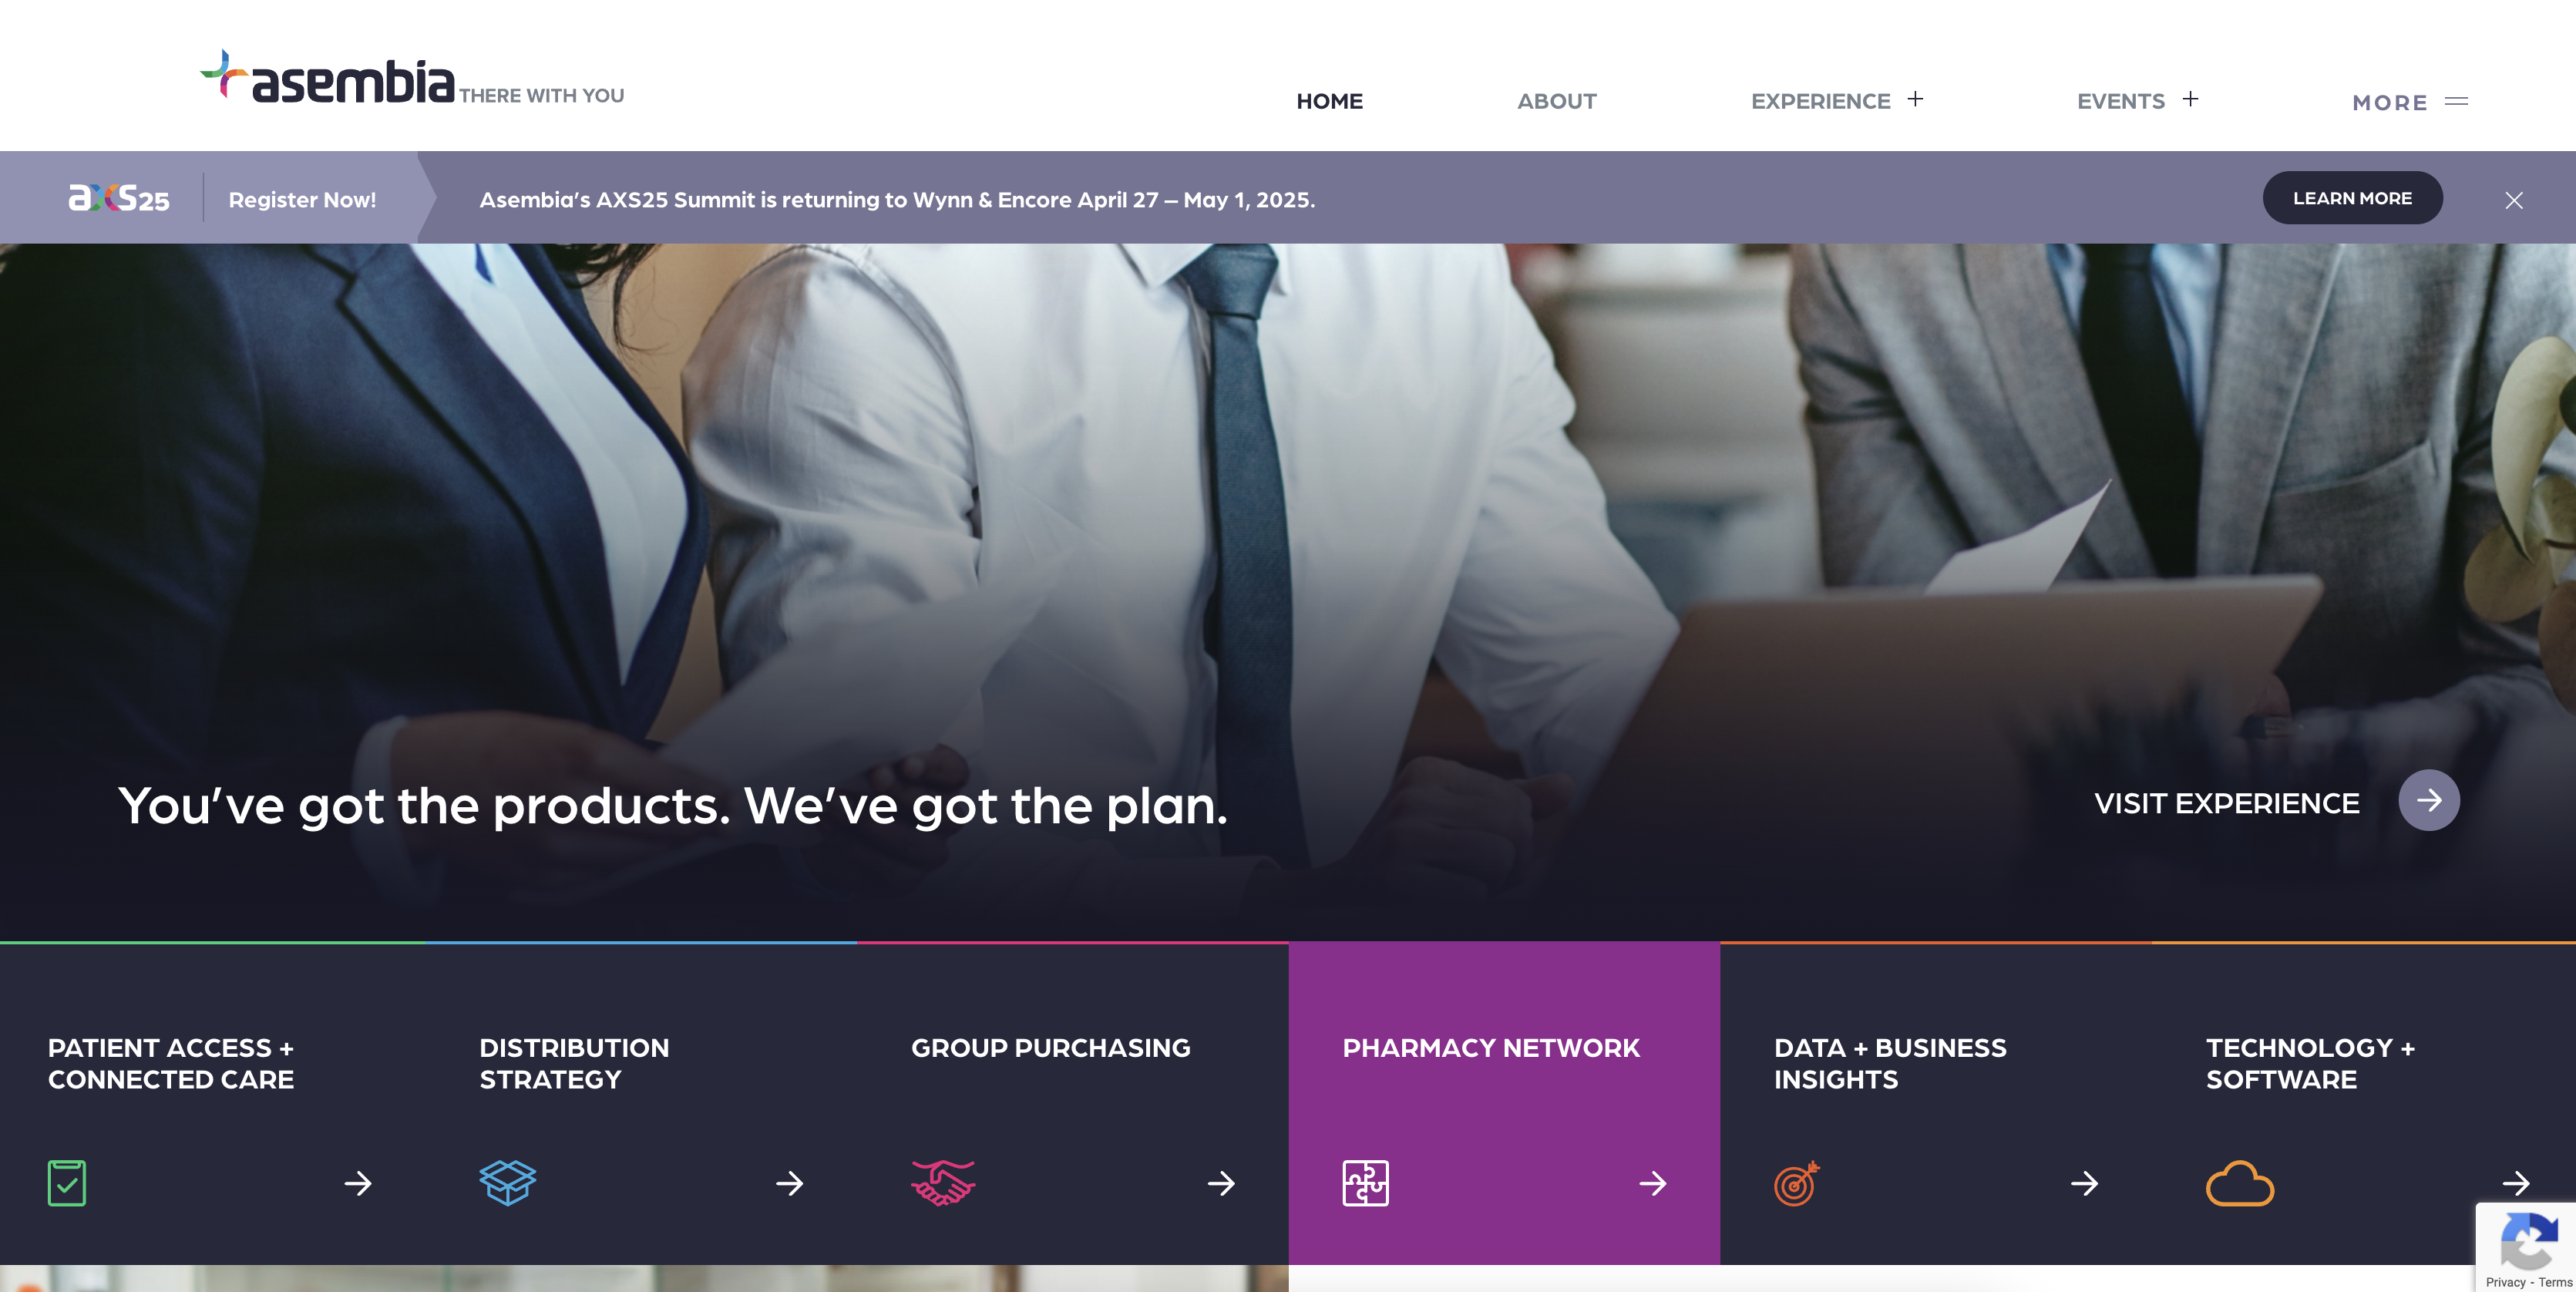 asembia THERE WITH YOU
HOME
ABOUT
EXPERIENCE +
EVENTS +
MORE
axs25
Register Now!
Asembia’s AXS25 Summit is returning to Wynn & Encore April 27 – May 1, 2025.
LEARN MORE
You’ve got the products. We’ve got the plan.
VISIT EXPERIENCE
PATIENT ACCESS +
CONNECTED CARE
DISTRIBUTION
STRATEGY
GROUP PURCHASING
PHARMACY NETWORK
DATA + BUSINESS
INSIGHTS
TECHNOLOGY +
SOFTWARE
Privacy - Terms